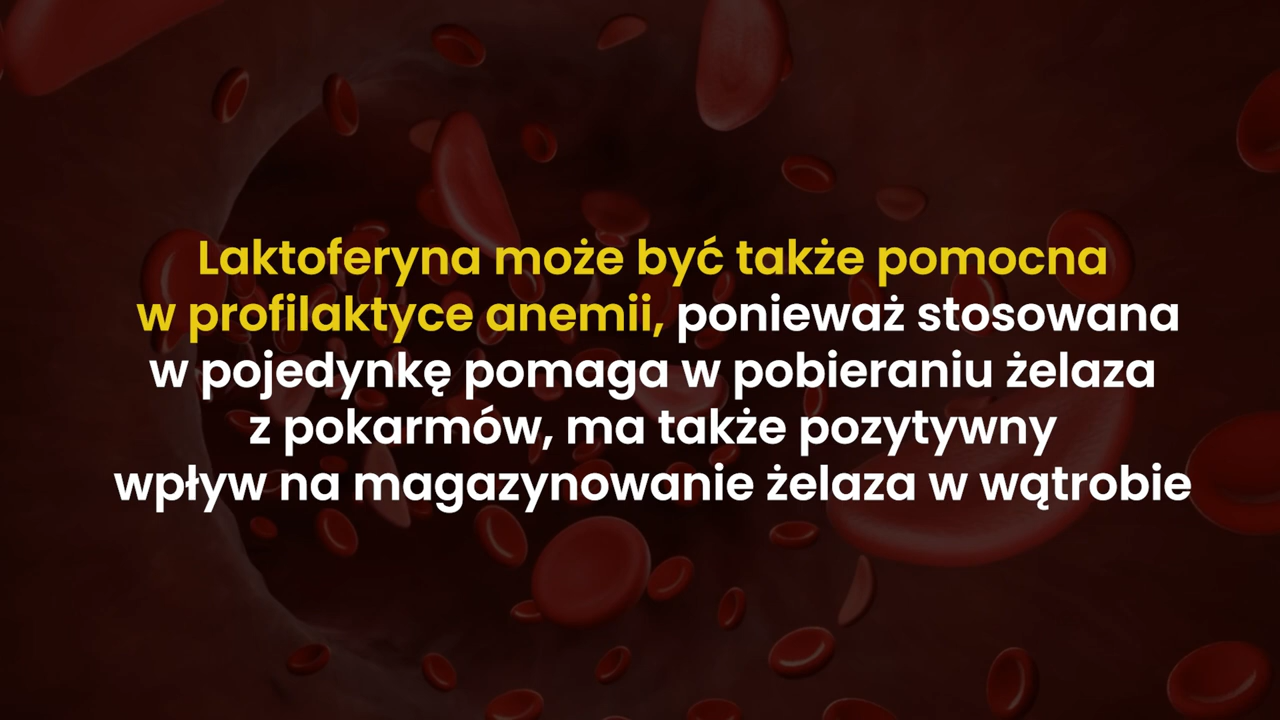 Laktoferyna może być także pomocna
w profilaktyce anemii, ponieważ stosowana
w pojedynkę pomaga w pobieraniu żelaza
z pokarmów, ma także pozytywny
wpływ na magazynowanie żelaza w wątrobie